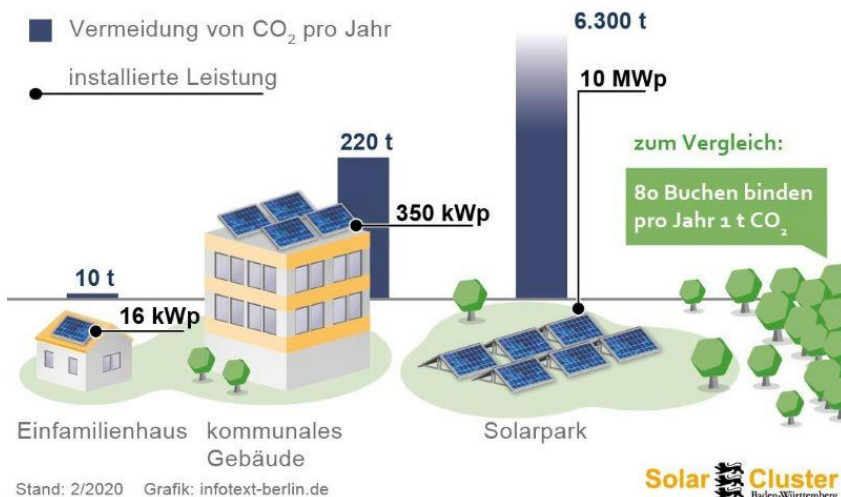 Vermeidung von CO₂ pro Jahr
installierte Leistung
6.300 t
10 MWp
220 t
350 kWp
10 t
16 kWp
zum Vergleich:
80 Buchen binden
pro Jahr 1 t CO₂
Einfamilienhaus
kommunales
Gebäude
Solarpark
Stand: 2/2020 Grafik: infotext-berlin.de
Solar Cluster
Baden-Württemberg